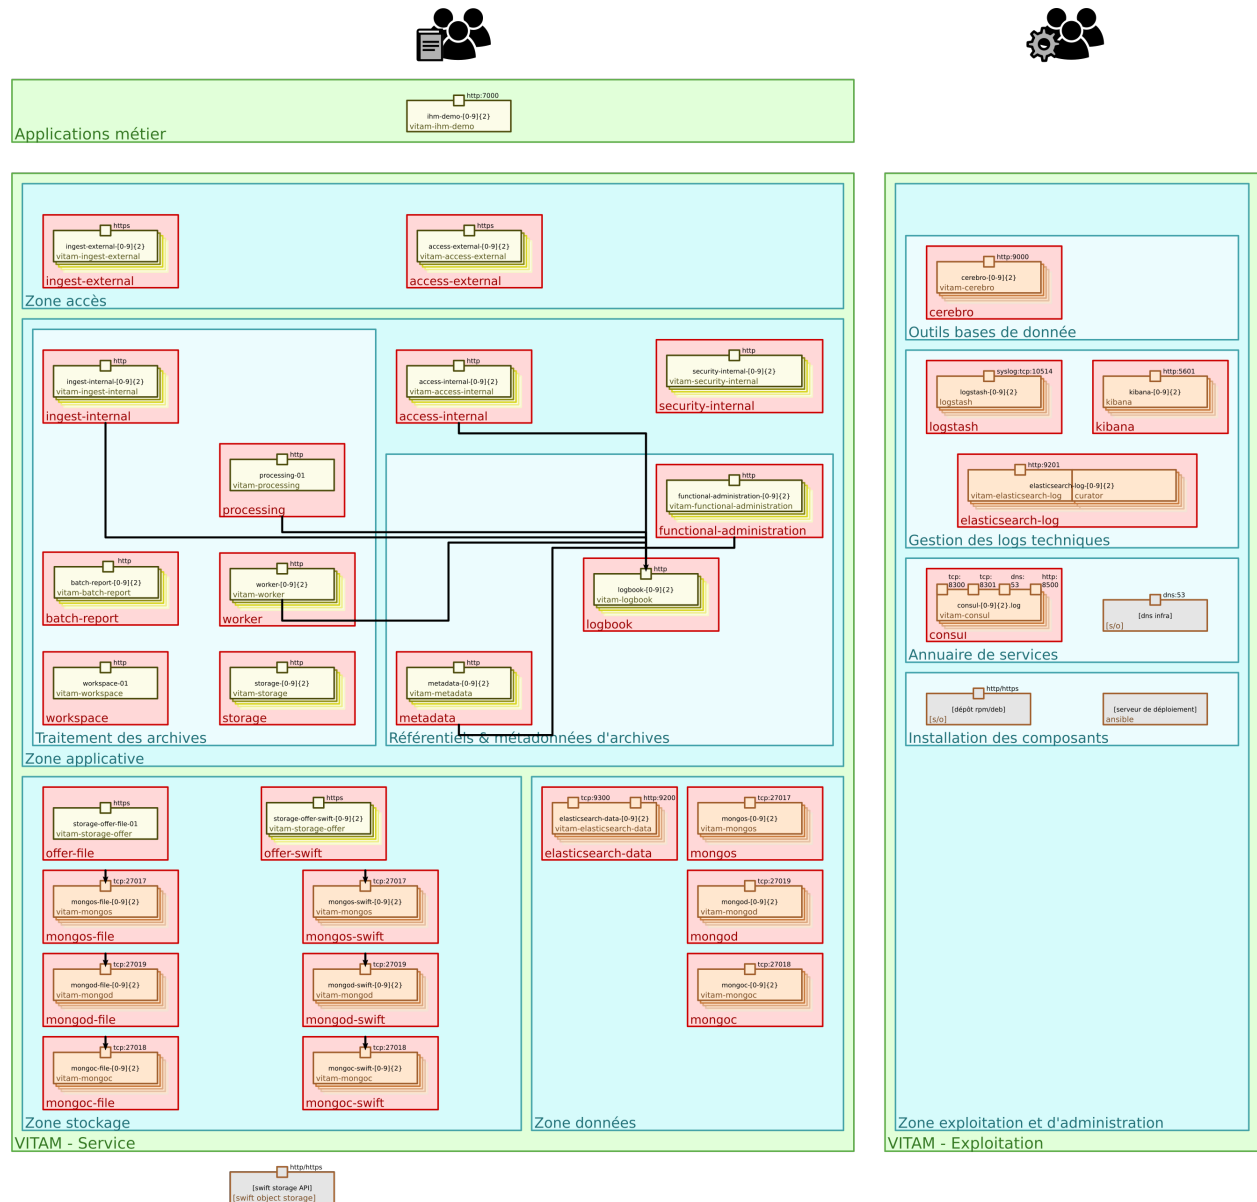 http:7000
ihm-demo-[0-9]{2}
vitam-ihm-demo
Applications métier
https
ingest-external-[0-9]{2}
vitam-ingest-external
ingest-external
https
access-external-[0-9]{2}
vitam-access-external
access-external
Zone accès
http
ingest-internal-[0-9]{2}
vitam-ingest-internal
ingest-internal
http
access-internal-[0-9]{2}
vitam-access-internal
access-internal
http
security-internal-[0-9]{2}
vitam-security-internal
security-internal
http
processing-01
vitam-processing
processing
http
functional-administration-[0-9]{2}
vitam-functional-administration
functional-administration
http
batch-report-[0-9]{2}
vitam-batch-report
batch-report
http
worker-[0-9]{2}
vitam-worker
worker
http
logbook-[0-9]{2}
vitam-logbook
logbook
http
workspace-01
vitam-workspace
workspace
http
storage-[0-9]{2}
vitam-storage
storage
http
metadata-[0-9]{2}
vitam-metadata
metadata
Traitement des archives
Référentiels & métadonnées d'archives
Zone applicative
https
storage-offer-file-01
vitam-storage-offer
offer-file
https
storage-offer-swift-[0-9]{2}
vitam-storage-offer
offer-swift
tcp:27017
mongos-file-[0-9]{2}
vitam-mongos
mongos-file
tcp:27017
mongos-swift-[0-9]{2}
vitam-mongos
mongos-swift
tcp:27019
mongod-file-[0-9]{2}
vitam-mongod
mongod-file
tcp:27019
mongod-swift-[0-9]{2}
vitam-mongod
mongod-swift
tcp:27018
mongoc-file-[0-9]{2}
vitam-mongoc
mongoc-file
tcp:27018
mongoc-swift-[0-9]{2}
vitam-mongoc
mongoc-swift
Zone stockage
tcp:9300
http:9200
elasticsearch-data-[0-9]{2}
vitam-elasticsearch-data
elasticsearch-data
tcp:27017
mongos-[0-9]{2}
vitam-mongos
mongos
tcp:27019
mongod-[0-9]{2}
vitam-mongod
mongod
tcp:27018
mongoc-[0-9]{2}
vitam-mongoc
mongoc
Zone données
VITAM - Service
http/https
[swift storage API]
[swift object storage]
http:9000
cerebro-[0-9]{2}
vitam-cerebro
cerebro
Outils bases de donnée
syslog:tcp:10514
logstash-[0-9]{2}
logstash
logstash
http:5601
kibana-[0-9]{2}
kibana
kibana
http:9201
elasticsearch-log-[0-9]{2}
vitam-elasticsearch-log
curator
elasticsearch-log
Gestion des logs techniques
tcp:
8300
tcp:
8301
dns:
53
http:
8500
consul-[0-9]{2}.log
vitam-consul
consul
dns:53
[dns infra]
[s/o]
Annuaire de services
http/https
[dépôt rpm/deb]
[s/o]
[serveur de déploiement]
ansible
Installation des composants
Zone exploitation et d'administration
VITAM - Exploitation